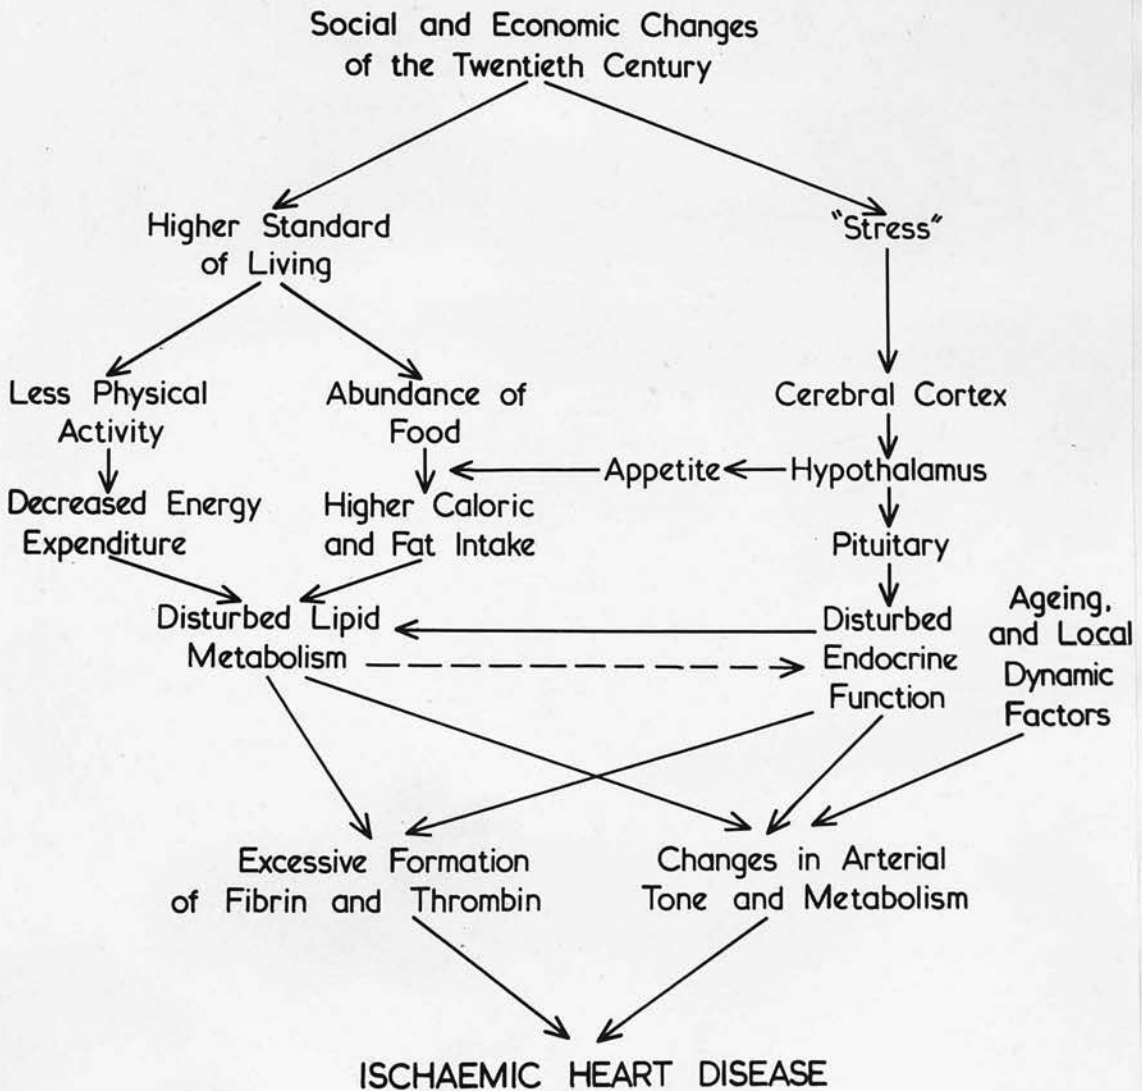 Social and Economic Changes
of the Twentieth Century
Higher Standard
of Living
"Stress"
Less Physical
Activity
Abundance of
Food
Cerebral Cortex
Appetite
Hypothalamus
Decreased Energy
Expenditure
Higher Caloric
and Fat Intake
Pituitary
Disturbed Lipid
Metabolism
Disturbed
Endocrine
Function
Ageing,
and Local
Dynamic
Factors
Excessive Formation
of Fibrin and Thrombin
Changes in Arterial
Tone and Metabolism
ISCHAEMIC HEART DISEASE